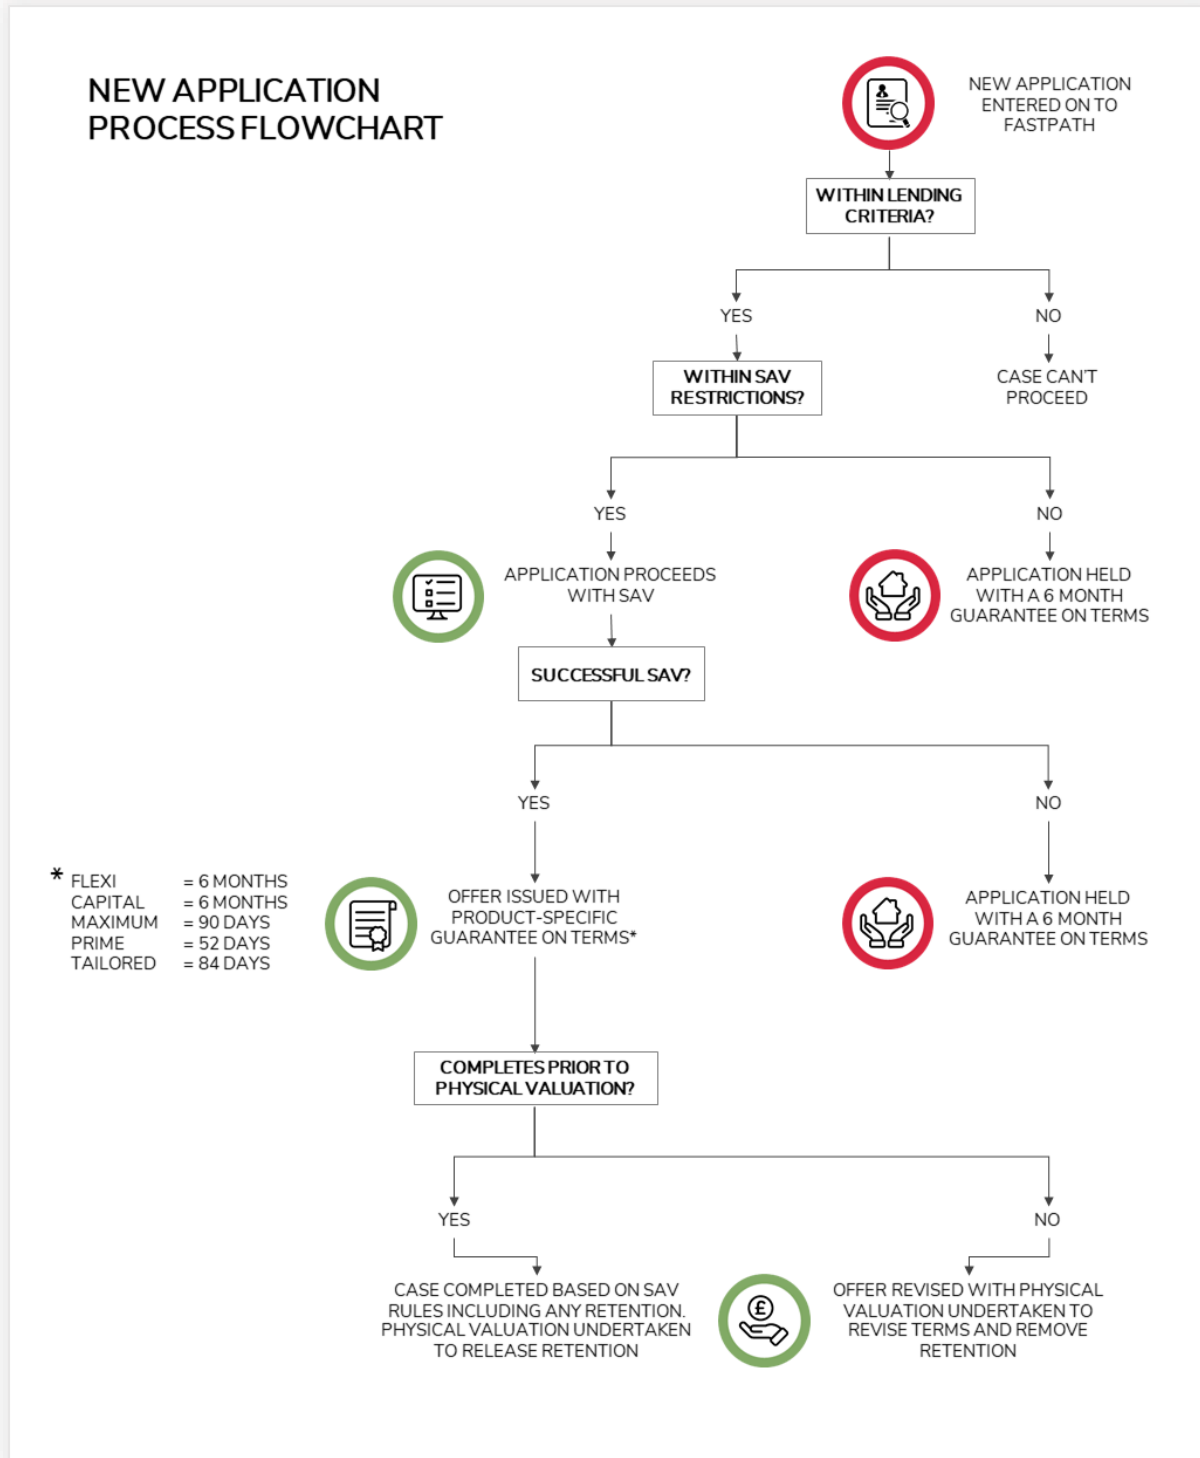 NEW APPLICATION
PROCESS FLOWCHART
NEW APPLICATION
ENTERED ON TO
FASTPATH
WITHIN LENDING
CRITERIA?
YES
NO
WITHIN SAV
RESTRICTIONS?
CASE CAN'T
PROCEED
YES
NO
APPLICATION PROCEEDS
WITH SAV
APPLICATION HELD
WITH A 6 MONTH
GUARANTEE ON TERMS
SUCCESSFUL SAV?
YES
NO
* FLEXI = 6 MONTHS
CAPITAL = 6 MONTHS
MAXIMUM = 90 DAYS
PRIME = 52 DAYS
TAILORED = 84 DAYS
OFFER ISSUED WITH
PRODUCT-SPECIFIC
GUARANTEE ON TERMS*
APPLICATION HELD
WITH A 6 MONTH
GUARANTEE ON TERMS
COMPLETES PRIOR TO
PHYSICAL VALUATION?
YES
NO
CASE COMPLETED BASED ON SAV
RULES INCLUDING ANY RETENTION.
PHYSICAL VALUATION UNDERTAKEN
TO RELEASE RETENTION
£
OFFER REVISED WITH PHYSICAL
VALUATION UNDERTAKEN TO
REVISE TERMS AND REMOVE
RETENTION